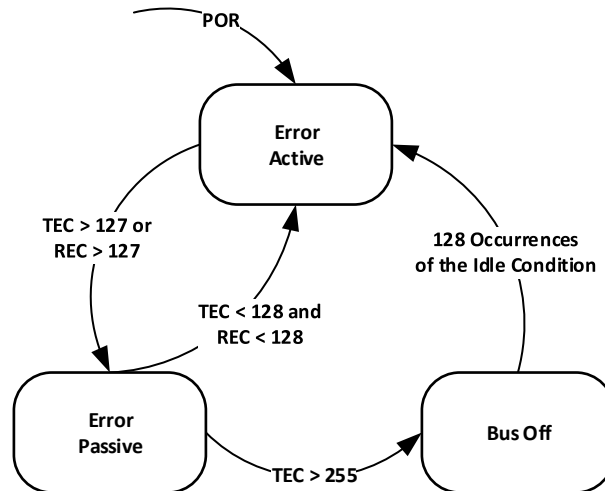 POR
Error
Active
TEC > 127 or
REC > 127
128 Occurrences
of the Idle Condition
TEC < 128 and
REC < 128
Error
Passive
Bus Off
TEC > 255